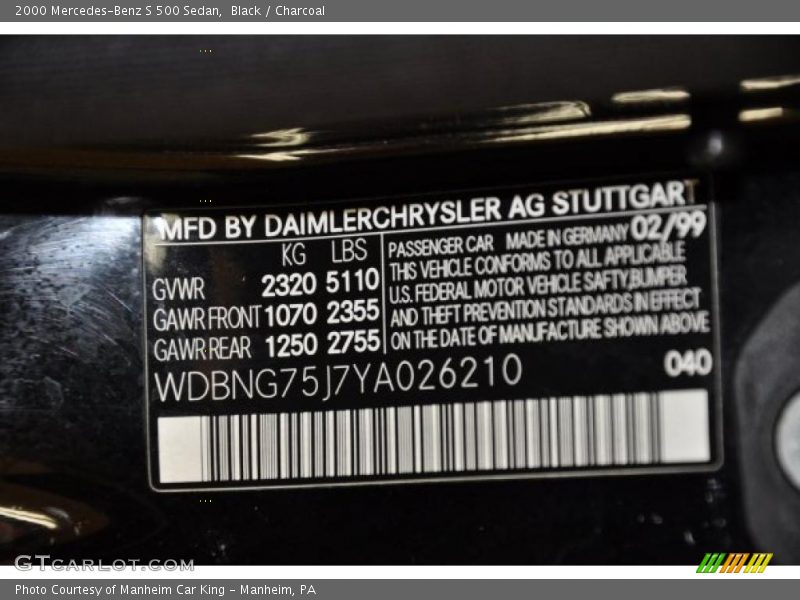 2000 Mercedes-Benz S 500 Sedan,  Black / Charcoal
MFD BY DAIMLERCHRYSLER AG STUTTGART
KG LBS
GVWR 2320 5110
GAWR FRONT 1070 2355
GAWR REAR 1250 2755
PASSENGER CAR MADE IN GERMANY 02/99
THIS VEHICLE CONFORMS TO ALL APPLICABLE
U.S. FEDERAL MOTOR VEHICLE SAFTY,BUMPER
AND THEFT PREVENTION STANDARDS IN EFFECT
ON THE DATE OF MANUFACTURE SHOWN ABOVE
WDBNG75J7YA026210 040
GTCARLOT.COM
Photo Courtesy of Manheim Car King - Manheim, PA